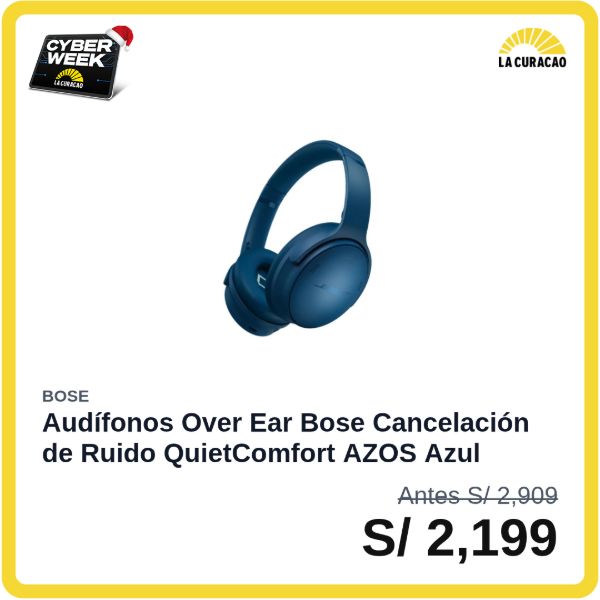 CYBER
WEEK
LA CURACAO
LA CURACAO
BOSE
Audífonos Over Ear Bose Cancelación
de Ruido QuietComfort AZOS Azul
Antes S/ 2,909
S/ 2,199